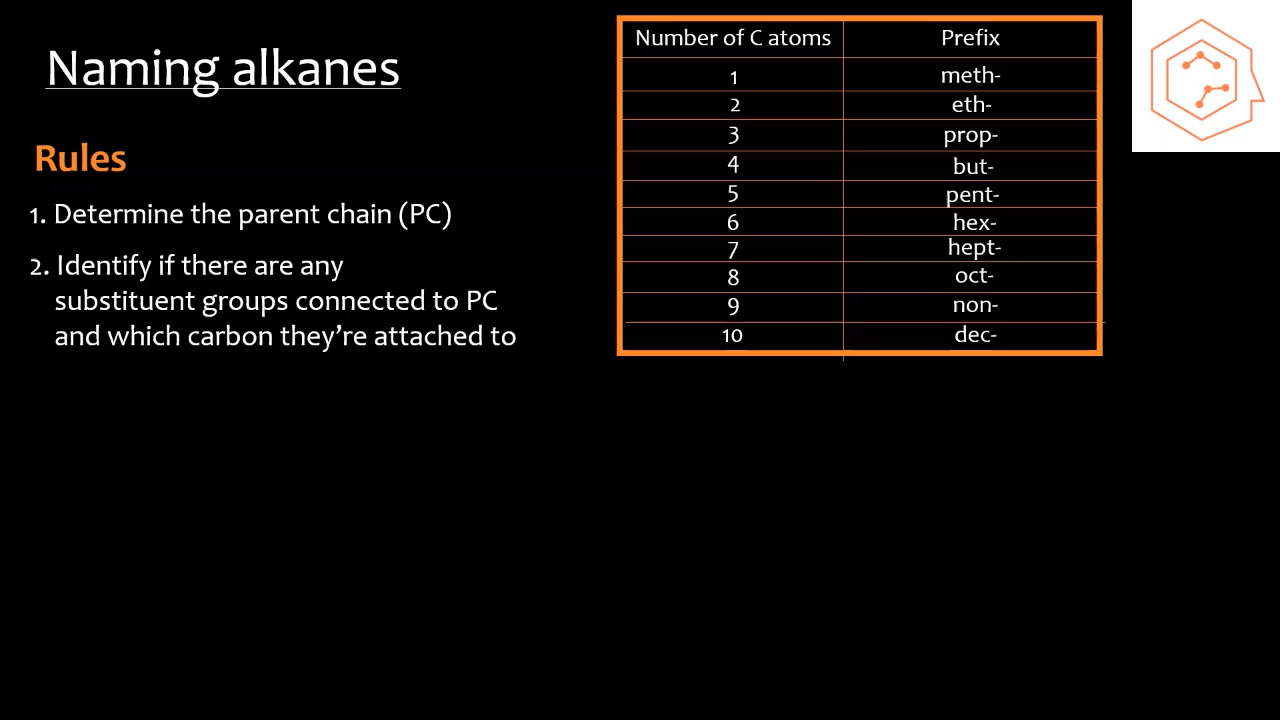 Naming alkanes
Rules
1. Determine the parent chain (PC)
2. Identify if there are any
substituent groups connected to PC
and which carbon they’re attached to
Number of C atoms Prefix
1 meth-
2 eth-
3 prop-
4 but-
5 pent-
6 hex-
7 hept-
8 oct-
9 non-
10 dec-